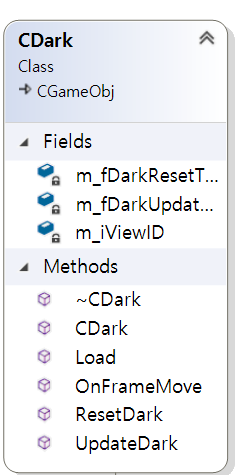 CDark
Class
CGameObj
Fields
m_fDarkResetT...
m_fDarkUpdat...
m_iViewID
Methods
~CDark
CDark
Load
OnFrameMove
ResetDark
UpdateDark